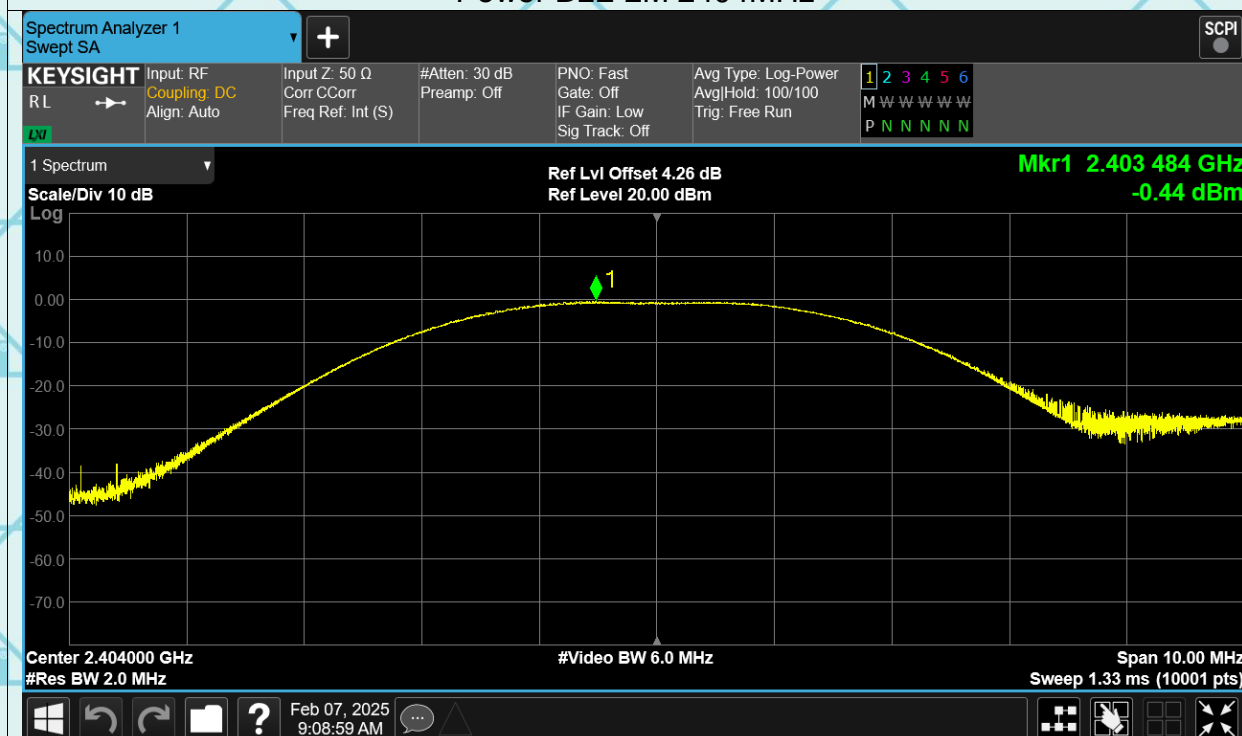 Power BLE 2M 2404MHz
Spectrum Analyzer 1
Swept SA
SCPI
KEYSIGHT
RL
LXI
Input: RF
Coupling: DC
Align: Auto
Input Z: 50 Ω
Corr CCorr
Freq Ref: Int (S)
#Atten: 30 dB
Preamp: Off
PNO: Fast
Gate: Off
IF Gain: Low
Sig Track: Off
Avg Type: Log-Power
Avg|Hold: 100/100
Trig: Free Run
1 2 3 4 5 6
M W W W W W W
P N N N N N N
1 Spectrum
Scale/Div 10 dB
Log
Ref Lvl Offset 4.26 dB
Ref Level 20.00 dBm
Mkr1 2.403 484 GHz
-0.44 dBm
1
10.0
0.00
-10.0
-20.0
-30.0
-40.0
-50.0
-60.0
-70.0
Center 2.404000 GHz
#Res BW 2.0 MHz
#Video BW 6.0 MHz
Span 10.00 MHz
Sweep 1.33 ms (10001 pts)
?
Feb 07, 2025
9:08:59 AM